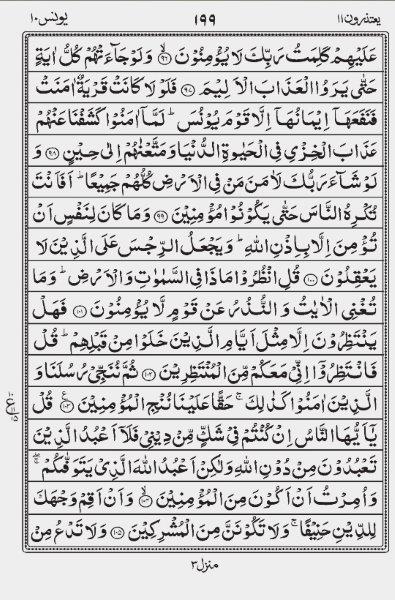 يعتذرون ١١ ١٩٩ يونس ١٠
عَلَيْهِمْ كَلِمَتُ رَبِّكَ لَا يُؤْمِنُوْنَ ﴿٩٦﴾ وَلَوْ جَآءَتْهُمْ كُلُّ اٰيَةٍ
حَتّٰى يَرَوُا الْعَذَابَ الْاَلِيْمَ ﴿٩٧﴾ فَلَوْلَا كَانَتْ قَرْيَةٌ اٰمَنَتْ
فَنَفَعَهَاۤ اِيْمَانُهَاۤ اِلَّا قَوْمَ يُوْنُسَ ؕ لَمَّاۤ اٰمَنُوْا كَشَفْنَا عَنْهُمْ
عَذَابَ الْخِزْيِ فِي الْحَيٰوةِ الدُّنْيَا وَمَتَّعْنٰهُمْ اِلٰى حِيْنٍ ﴿٩٨﴾ وَ
لَوْ شَآءَ رَبُّكَ لَاٰمَنَ مَنْ فِي الْاَرْضِ كُلُّهُمْ جَمِيْعًا ؕ اَفَاَنْتَ
تُكْرِهُ النَّاسَ حَتّٰى يَكُوْنُوْا مُؤْمِنِيْنَ ﴿٩٩﴾ وَمَا كَانَ لِنَفْسٍ اَنْ
تُؤْمِنَ اِلَّا بِاِذْنِ اللّٰهِ ؕ وَيَجْعَلُ الرِّجْسَ عَلَى الَّذِيْنَ لَا
يَعْقِلُوْنَ ﴿١٠٠﴾ قُلِ انْظُرُوْا مَاذَا فِي السَّمٰوٰتِ وَالْاَرْضِ ؕ وَمَا
تُغْنِي الْاٰيٰتُ وَالنُّذُرُ عَنْ قَوْمٍ لَّا يُؤْمِنُوْنَ ﴿١٠١﴾ فَهَلْ
يَنْتَظِرُوْنَ اِلَّا مِثْلَ اَيَّامِ الَّذِيْنَ خَلَوْا مِنْ قَبْلِهِمْ ؕ قُلْ
فَانْتَظِرُوْۤا اِنِّيْ مَعَكُمْ مِّنَ الْمُنْتَظِرِيْنَ ﴿١٠٢﴾ ثُمَّ نُنَجِّيْ رُسُلَنَا وَ
الَّذِيْنَ اٰمَنُوْا كَذٰلِكَ ۚ حَقًّا عَلَيْنَا نُنْجِ الْمُؤْمِنِيْنَ ﴿١٠٣﴾ قُلْ
يٰۤاَيُّهَا النَّاسُ اِنْ كُنْتُمْ فِيْ شَكٍّ مِّنْ دِيْنِيْ فَلَاۤ اَعْبُدُ الَّذِيْنَ
تَعْبُدُوْنَ مِنْ دُوْنِ اللّٰهِ وَلٰكِنْ اَعْبُدُ اللّٰهَ الَّذِيْ يَتَوَفّٰىكُمْ ۖۚ
وَاُمِرْتُ اَنْ اَكُوْنَ مِنَ الْمُؤْمِنِيْنَ ﴿١٠٤﴾ وَاَنْ اَقِمْ وَجْهَكَ
لِلدِّيْنِ حَنِيْفًا ۚ وَلَا تَكُوْنَنَّ مِنَ الْمُشْرِكِيْنَ ﴿١٠٥﴾ وَلَا تَدْعُ مِنْ
منزل ٣